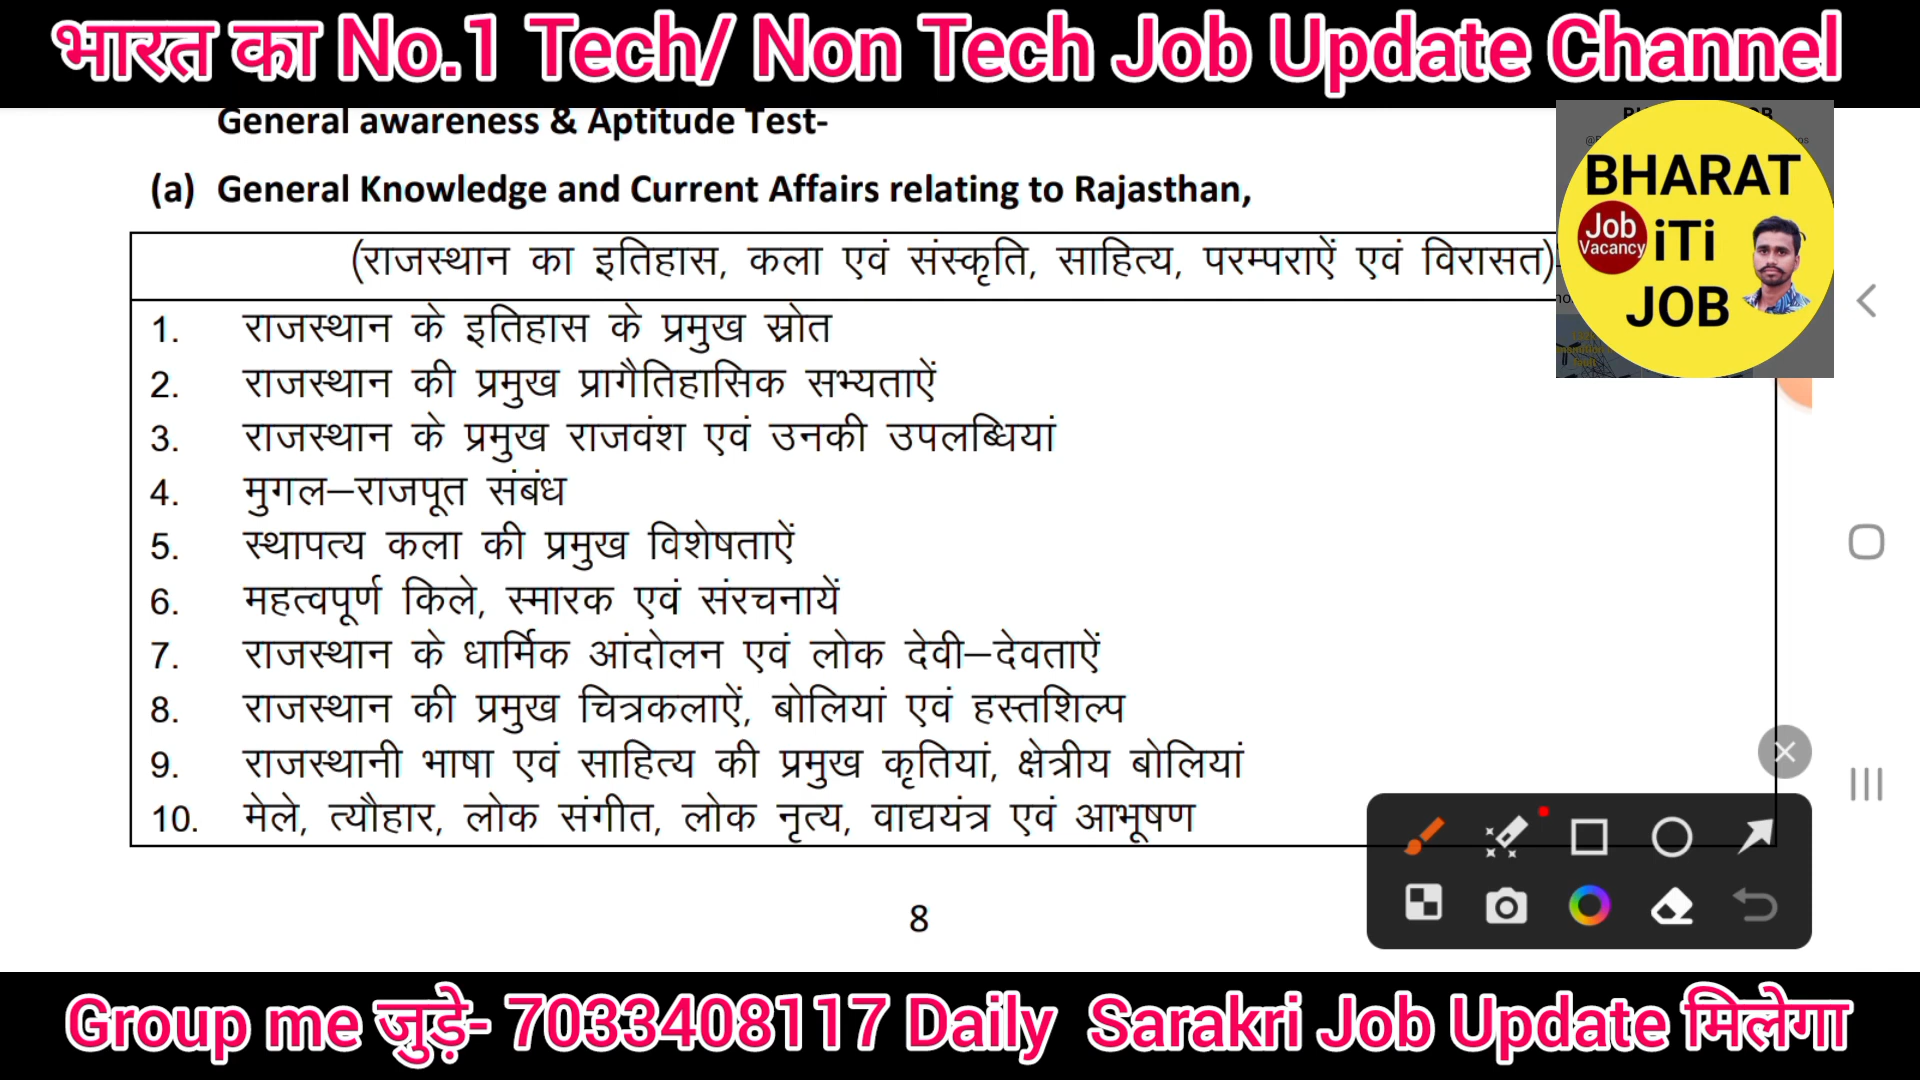 भारत का No.1 Tech/ Non Tech Job Update Channel
General awareness & Aptitude Test-
(a) General Knowledge and Current Affairs relating to Rajasthan,
(राजस्थान का इतिहास, कला एवं संस्कृति, साहित्य, परम्पराऐं एवं विरासत)
1. राजस्थान के इतिहास के प्रमुख स्रोत
2. राजस्थान की प्रमुख प्रागैतिहासिक सभ्यताऐं
3. राजस्थान के प्रमुख राजवंश एवं उनकी उपलब्धियां
4. मुगल–राजपूत संबंध
5. स्थापत्य कला की प्रमुख विशेषताऐं
6. महत्वपूर्ण किले, स्मारक एवं संरचनायें
7. राजस्थान के धार्मिक आंदोलन एवं लोक देवी–देवताऐं
8. राजस्थान की प्रमुख चित्रकलाऐं, बोलियां एवं हस्तशिल्प
9. राजस्थानी भाषा एवं साहित्य की प्रमुख कृतियां, क्षेत्रीय बोलियां
10. मेले, त्यौहार, लोक संगीत, लोक नृत्य, वाद्ययंत्र एवं आभूषण
8
BHARAT
Job
Vacancy
iTi
JOB
Group me जुड़े- 7033408117 Daily Sarakri Job Update मिलेगा